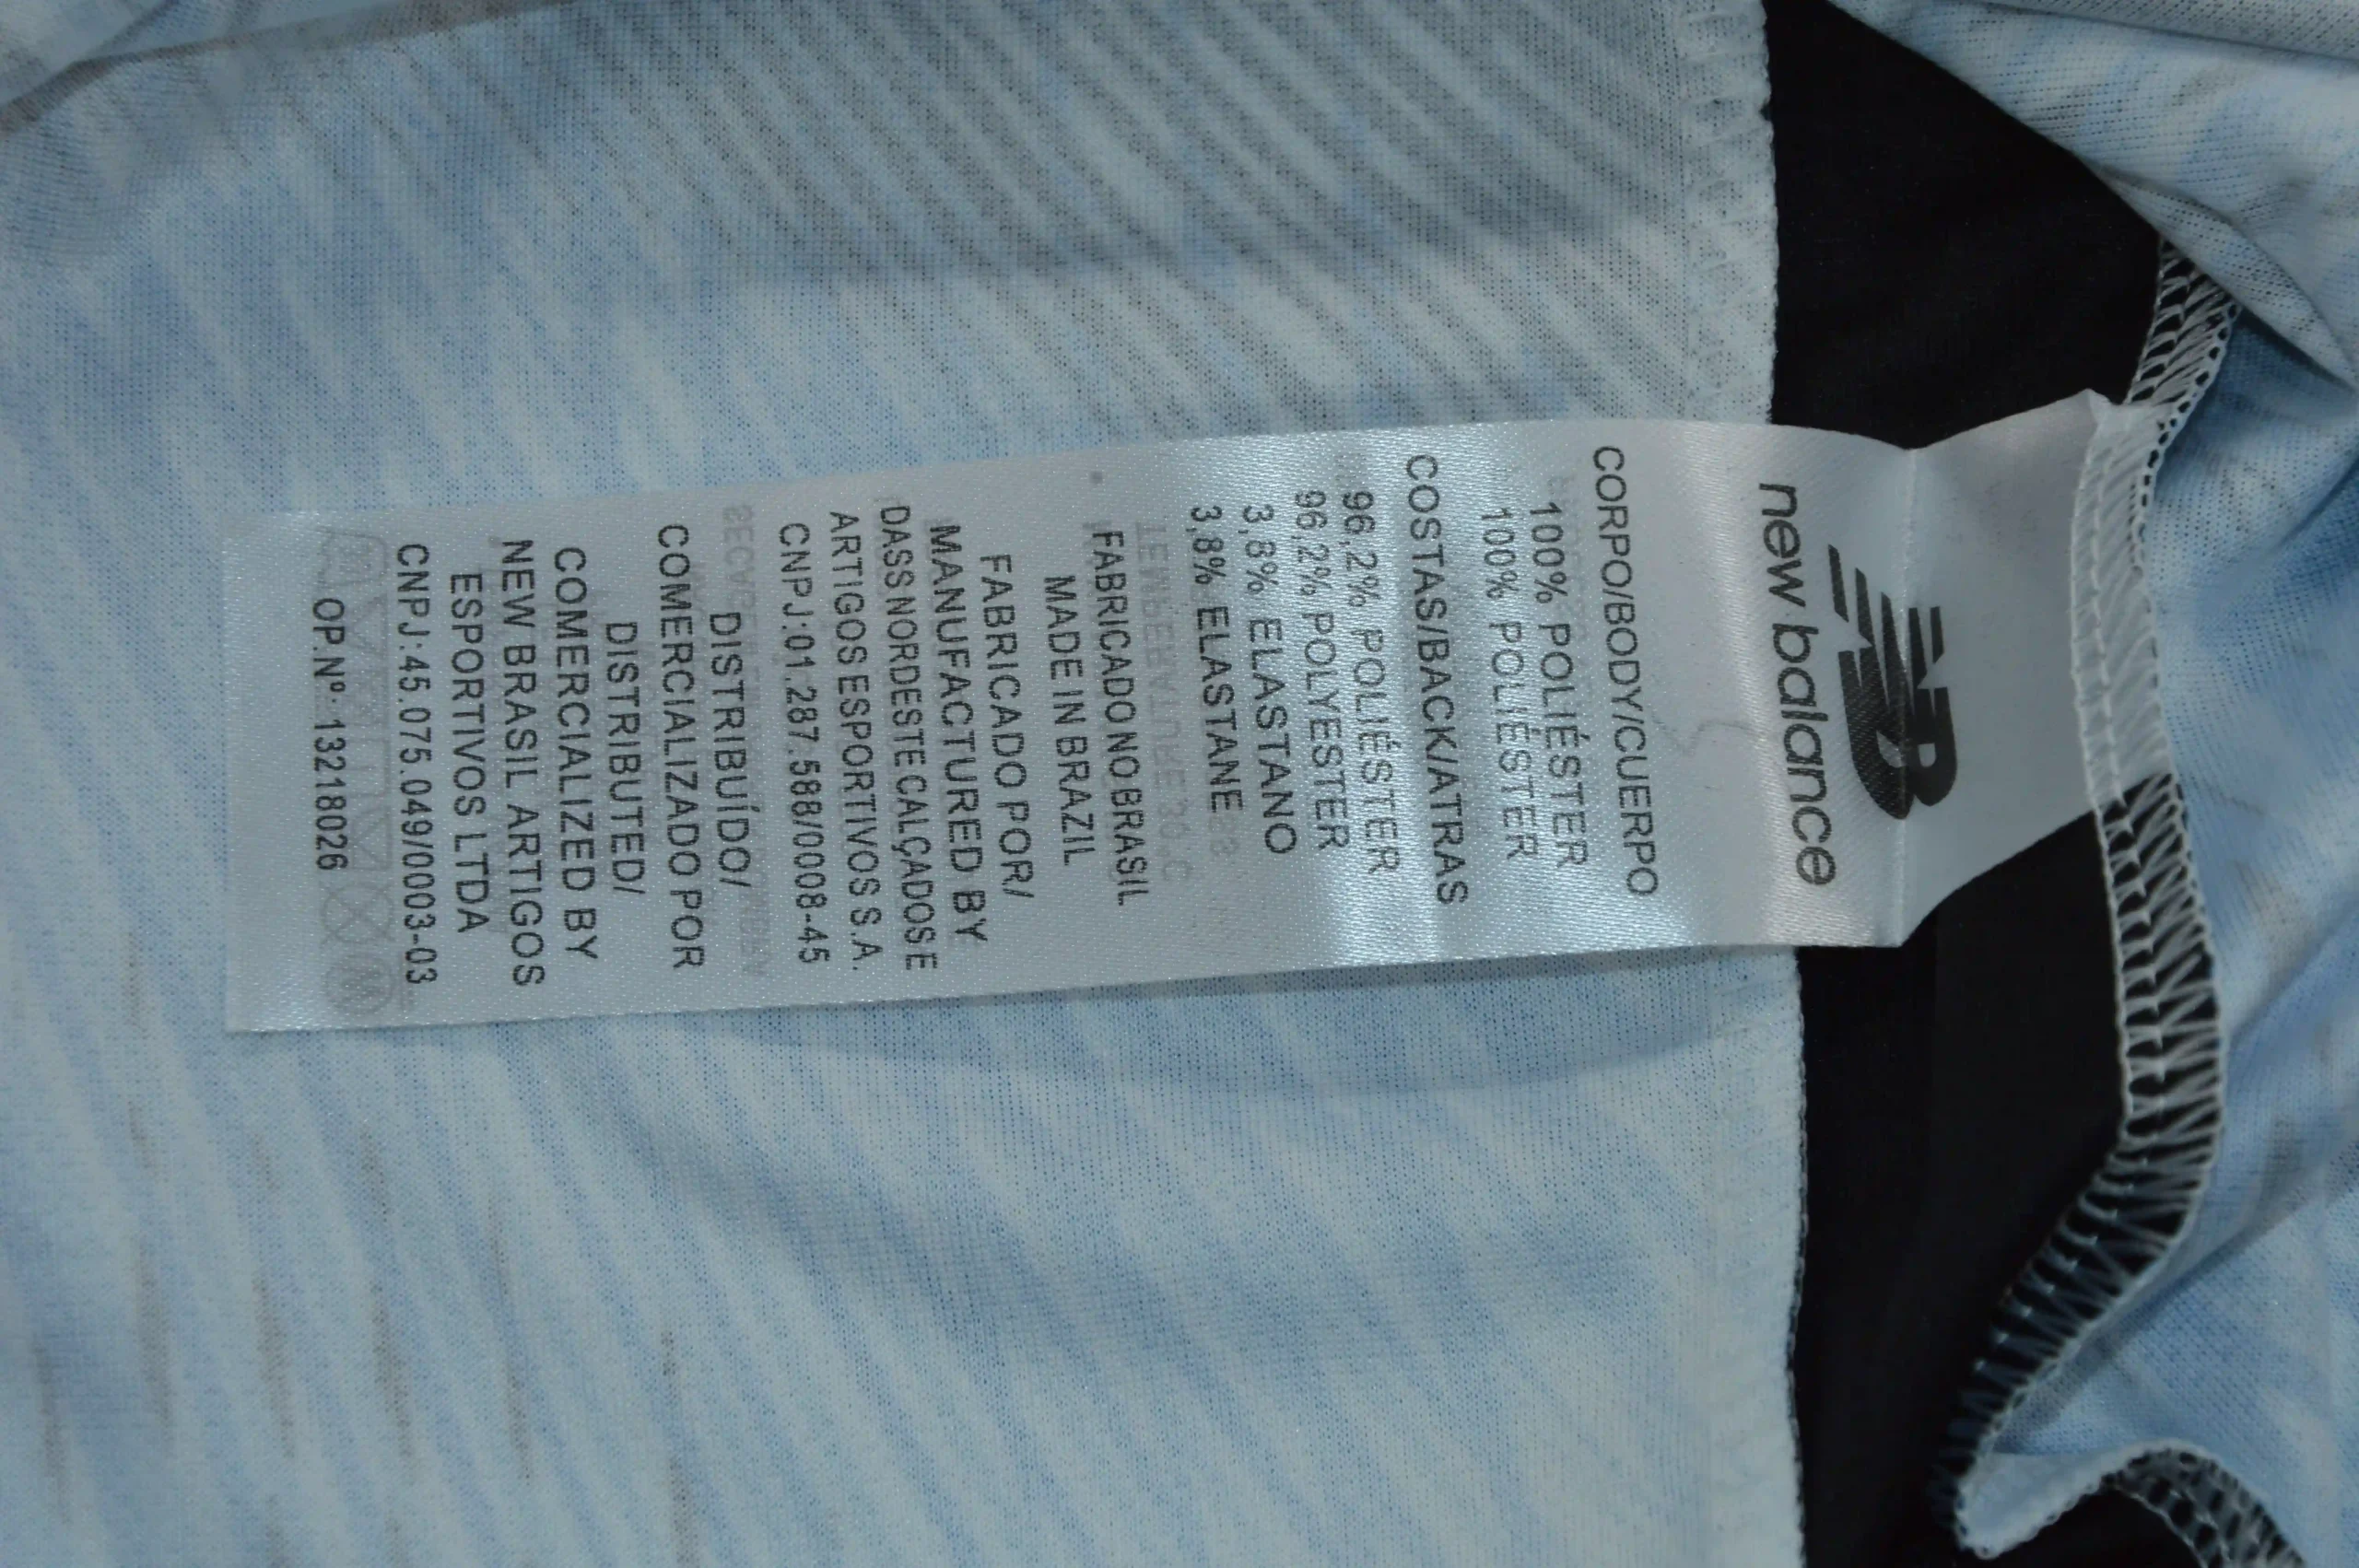 NB
new balance
CORPO/BODY/CUERPO
100% POLIÉSTER
100% POLIÉSTER
COSTAS/BACK/ATRAS
96,2% POLIÉSTER
96,2% POLYESTER
3,8% ELASTANO
3,8% ELASTANE
FABRICADO NO BRASIL
MADE IN BRAZIL
FABRICADO POR/
MANUFACTURED BY
DASS NORDESTE CALÇADOS E
ARTIGOS ESPORTIVOS S.A.
CNPJ:01.287.588/0008-45
DISTRIBUÍDO/
COMERCIALIZADO POR
DISTRIBUTED/
COMERCIALIZED BY
NEW BRASIL ARTIGOS
ESPORTIVOS LTDA
CNPJ:45.075.049/0003-03
OP.Nº: 13218026